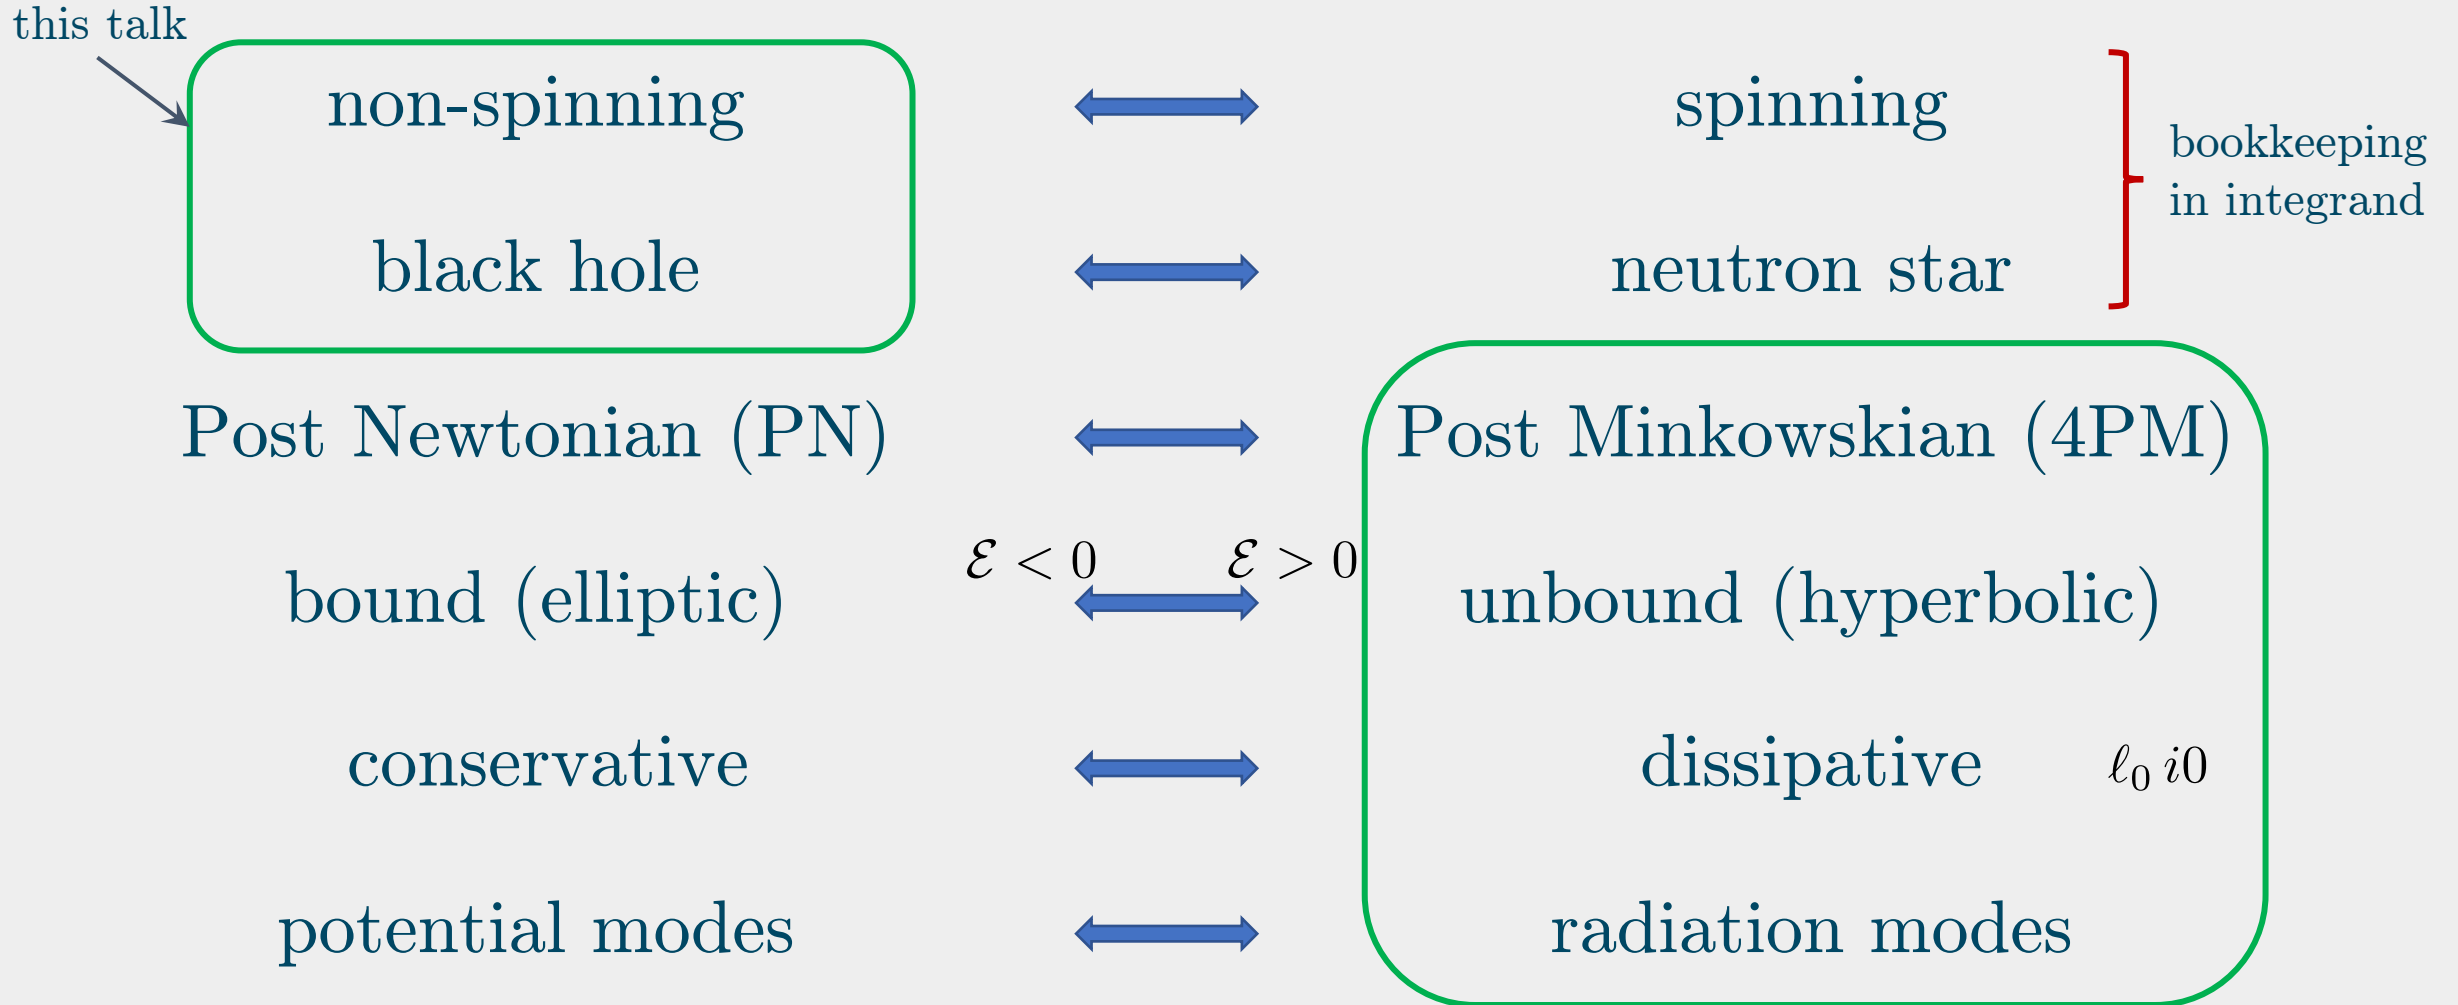 this talk
non-spinning
spinning
bookkeeping
in integrand
black hole
neutron star
Post Newtonian (PN)
Post Minkowskian (4PM)
ℰ < 0
ℰ > 0
bound (elliptic)
unbound (hyperbolic)
conservative
dissipative
ℓ₀ i0
potential modes
radiation modes